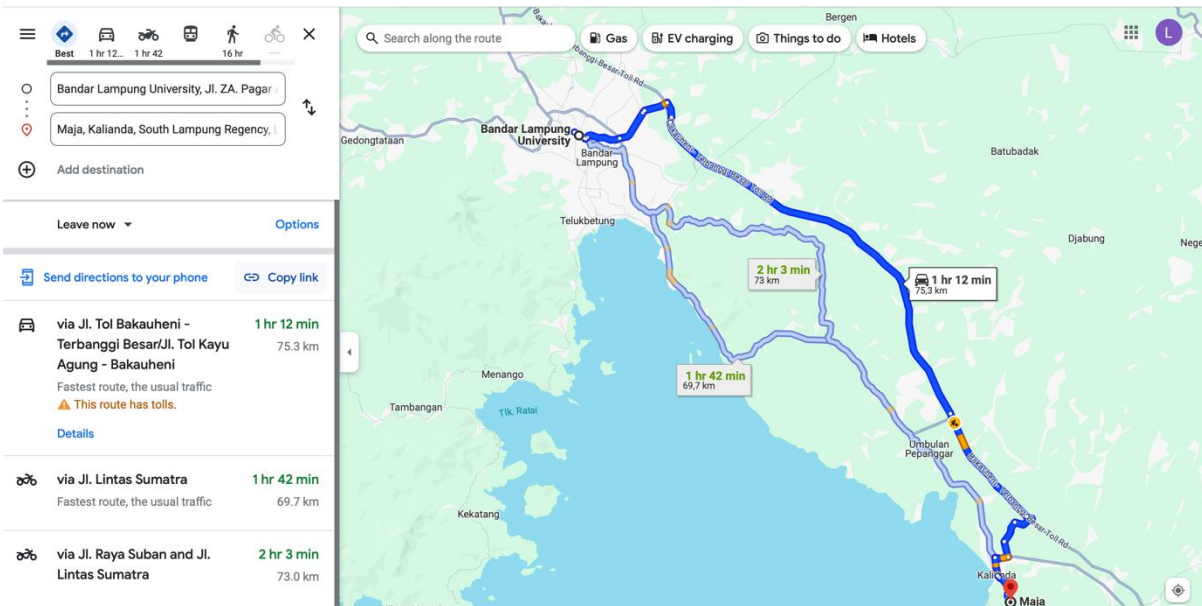 Best
1 hr 12...
1 hr 42
16 hr
Bandar Lampung University, Jl. ZA. Pagar
Maja, Kalianda, South Lampung Regency, L
Add destination
Leave now
Options
Send directions to your phone
Copy link
via Jl. Tol Bakauheni -
Terbanggi Besar/Jl. Tol Kayu
Agung - Bakauheni
1 hr 12 min
75.3 km
Fastest route, the usual traffic
This route has tolls.
Details
via Jl. Lintas Sumatra
1 hr 42 min
Fastest route, the usual traffic
69.7 km
via Jl. Raya Suban and Jl.
Lintas Sumatra
2 hr 3 min
73.0 km
Search along the route
Gas
EV charging
Things to do
Hotels
L
Bergen
Gedongtataan
Bandar Lampung
University
Bandar
Lampung
Batubadak
Telukbetung
Djabung
Nege
2 hr 3 min
73 km
1 hr 12 min
75,3 km
1 hr 42 min
69,7 km
Menango
Tambangan
Tlk. Ratai
Umbulan
Pepanggar
Kekatang
Besar-Toll Rd
Kalianda
Maja